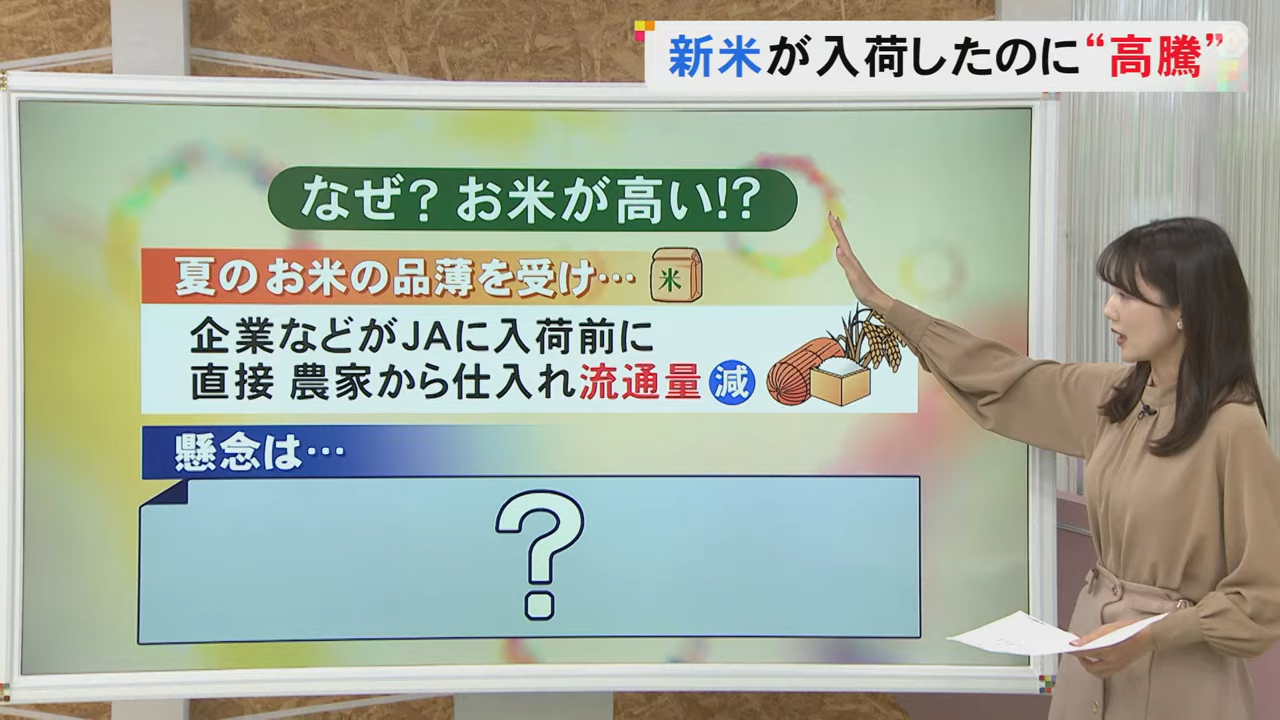 新米が入荷したのに“高騰”
なぜ？お米が高い!?
夏のお米の品薄を受け…
米
企業などがJAに入荷前に
直接 農家から仕入れ流通量減
懸念は…
?